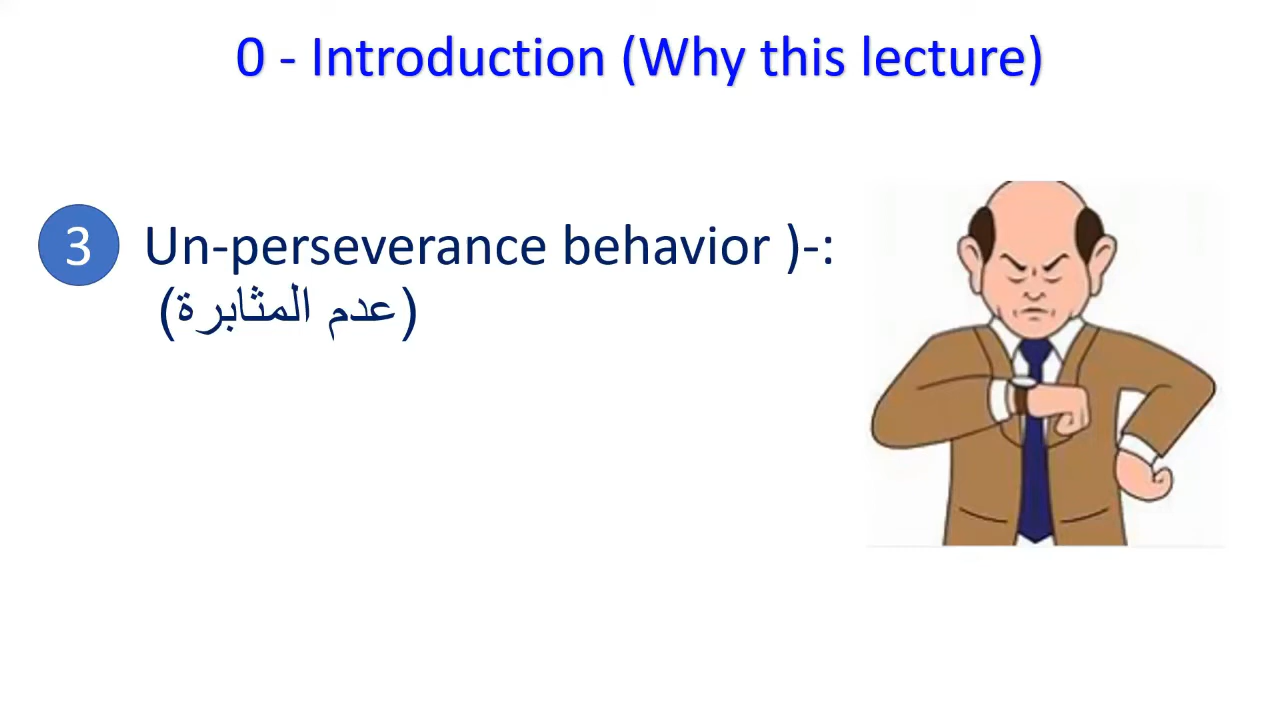 0 - Introduction (Why this lecture)
3 Un-perseverance behavior )-:
(عدم المثابرة)